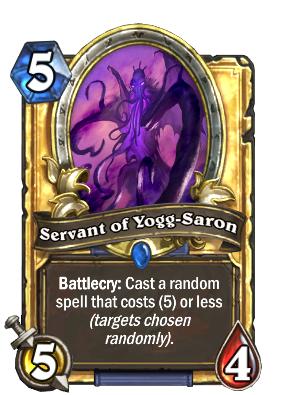 5
Servant of Yogg-Saron
Battlecry: Cast a random
spell that costs (5) or less
(targets chosen
randomly).
5
4